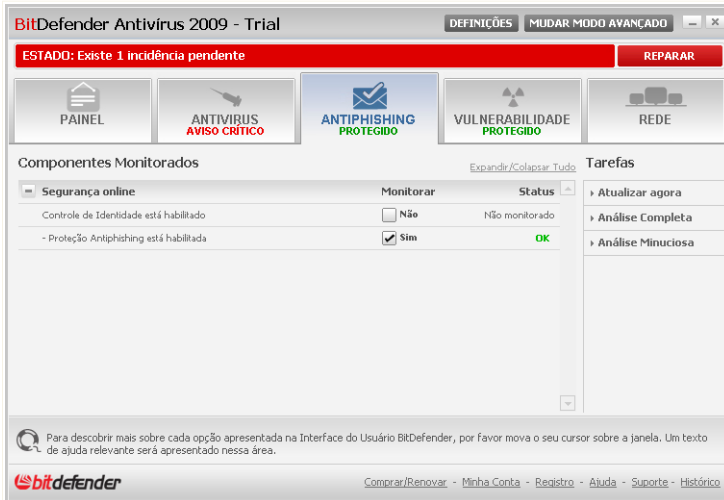 BitDefender Antivírus 2009 - Trial
DEFINIÇÕES
MUDAR MODO AVANÇADO
ESTADO: Existe 1 incidência pendente
REPARAR
PAINEL
ANTIVIRUS
AVISO CRÍTICO
ANTIPHISHING
PROTEGIDO
VULNERABILIDADE
PROTEGIDO
REDE
Componentes Monitorados
Expandir/Colapsar Tudo
Segurança online
Monitorar
Status
Controle de Identidade está habilitado
Não
Não monitorado
- Proteção Antiphishing está habilitada
Sim
OK
Tarefas
Atualizar agora
Análise Completa
Análise Minuciosa
Para descobrir mais sobre cada opção apresentada na Interface do Usuário BitDefender, por favor mova o seu cursor sobre a janela. Um texto
de ajuda relevante será apresentado nessa área.
bitdefender
Comprar/Renovar - Minha Conta - Registro - Ajuda - Suporte - Histórico